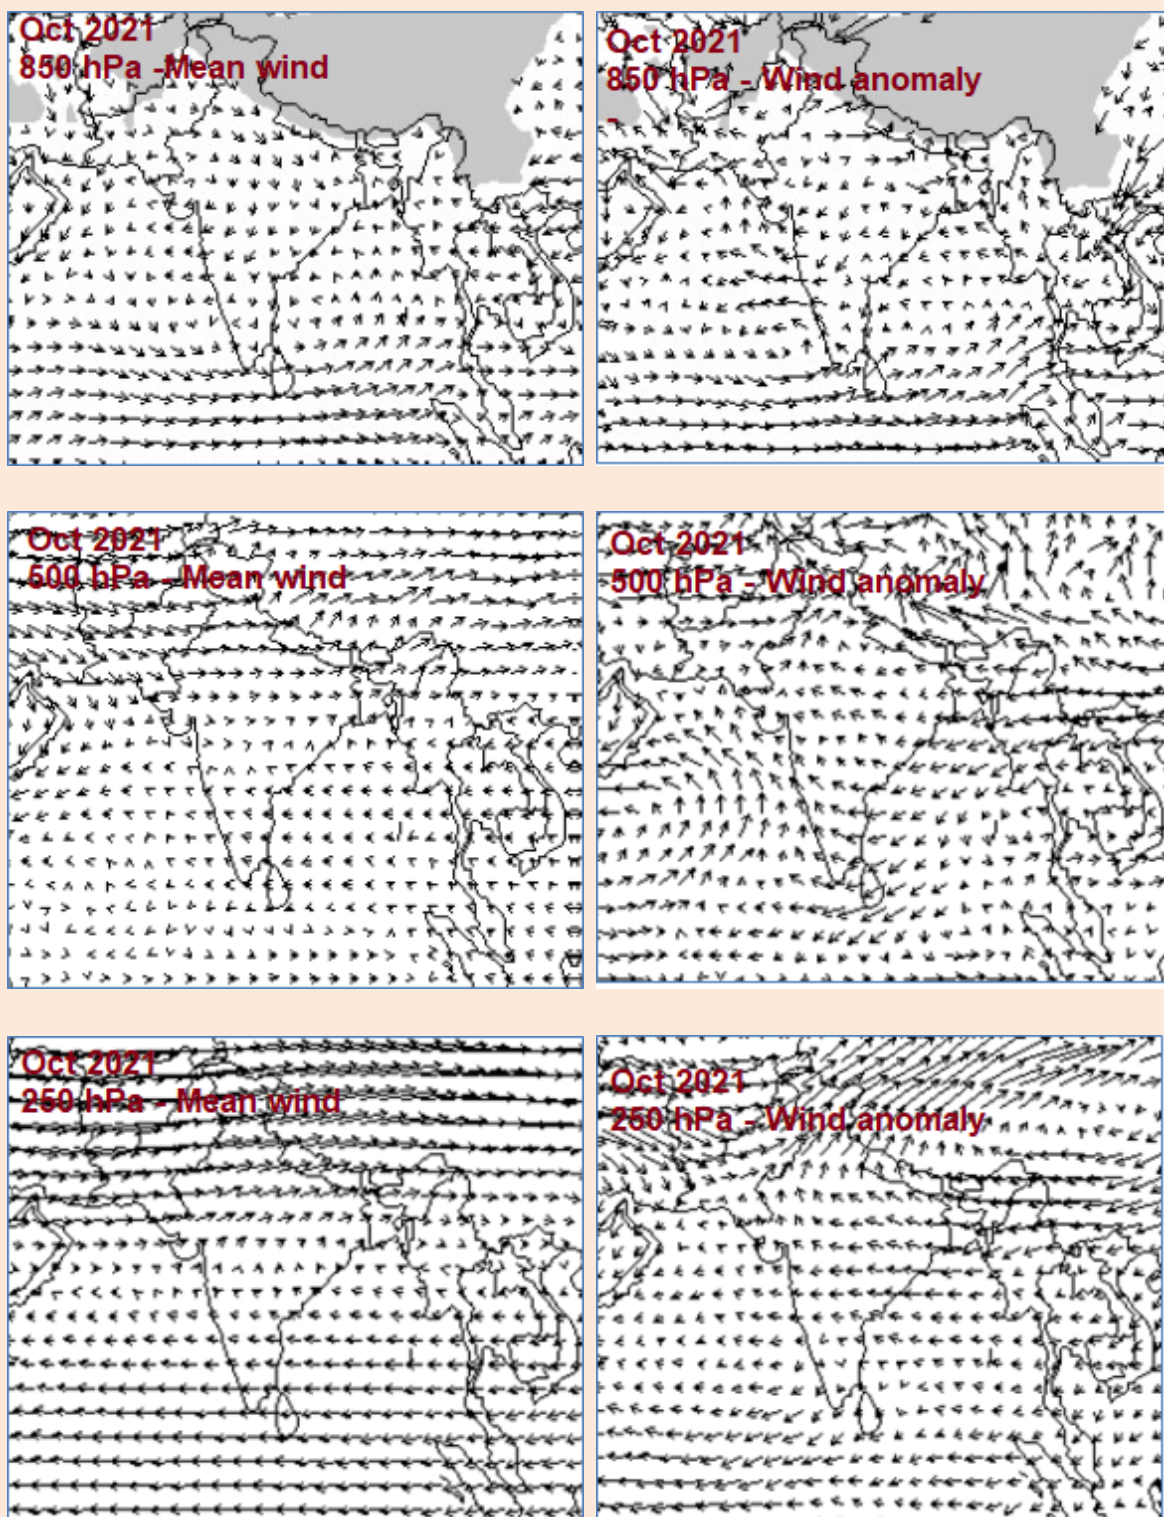 Oct 2021
850 hPa -Mean wind
Oct 2021
850 hPa - Wind anomaly
-
Oct 2021
500 hPa - Mean wind
Oct 2021
500 hPa - Wind anomaly
Oct 2021
250 hPa - Mean wind
Oct 2021
250 hPa - Wind anomaly